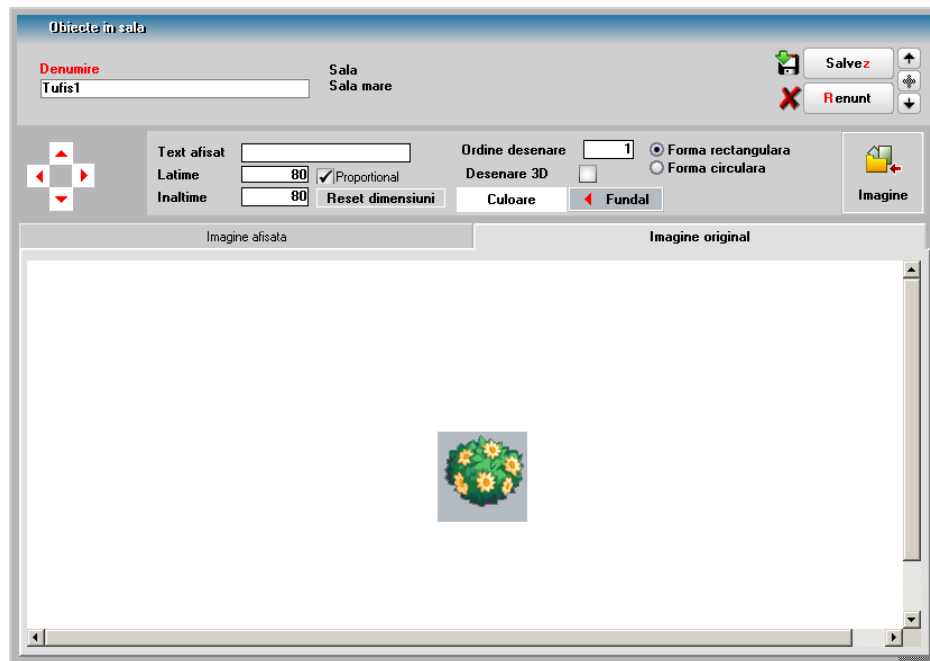 Obiecte in sala
Denumire
Sala
Salvez
Tufis1
Sala mare
Renunt
Text afisat
Ordine desenare 1
Forma rectangulara
Latime 80 Proportional
Desenare 3D
Forma circulara
Inaltime 80 Reset dimensiuni
Culoare
Fundal
Imagine
Imagine afisata
Imagine original